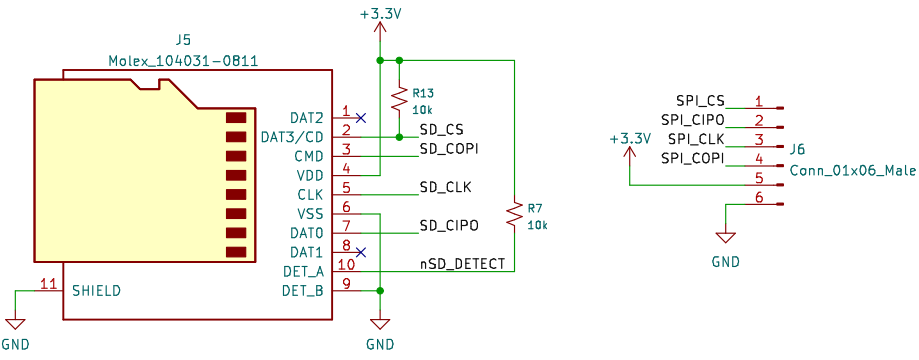 +3.3V
J5
Molex_104031-0811
R13
10k
DAT2 1
DAT3/CD 2 SD_CS
CMD 3 SD_COPI
VDD 4
CLK 5 SD_CLK
VSS 6
R7
10k
DAT0 7 SD_CIPO
DAT1 8
DET_A 10 nSD_DETECT
11 SHIELD
DET_B 9
GND
GND
SPI_CS 1
SPI_CIPO 2
+3.3V
SPI_CLK 3
SPI_COPI 4
5
6
J6
Conn_01x06_Male
GND